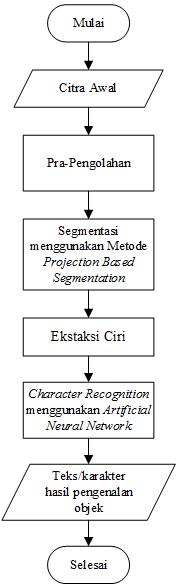 Mulai
Citra Awal
Pra-Pengolahan
Segmentasi
menggunakan Metode
Projection Based
Segmentation
Ekstaksi Ciri
Character Recognition
menggunakan Artificial
Neural Network
Teks/karakter
hasil pengenalan
objek
Selesai